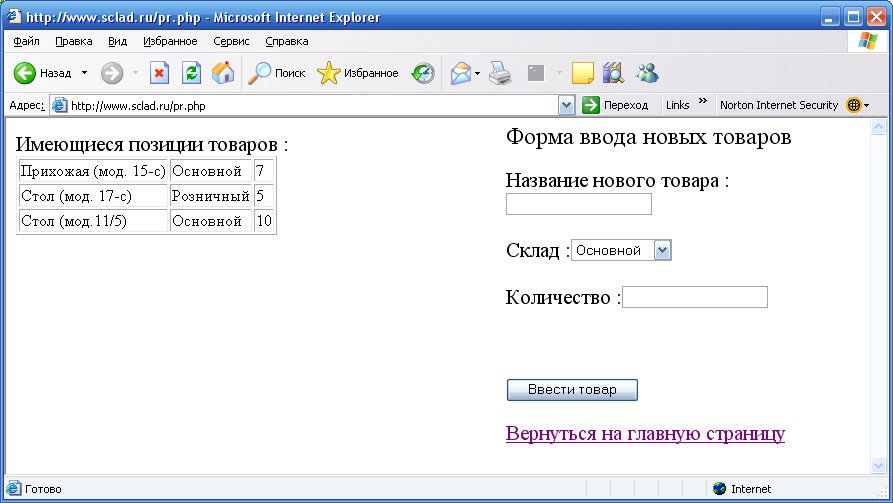 http://www.sclad.ru/pr.php - Microsoft Internet Explorer
Файл Правка Вид Избранное Сервис Справка
Назад Поиск Избранное
Адрес: http://www.sclad.ru/pr.php Переход Links » Norton Internet Security
Имеющиеся позиции товаров :
Прихожая (мод. 15-с) Основной 7
Стол (мод. 17-с) Розничный 5
Стол (мод.11/5) Основной 10
Форма ввода новых товаров
Название нового товара :
Склад : Основной
Количество :
Ввести товар
Вернуться на главную страницу
Готово Internet